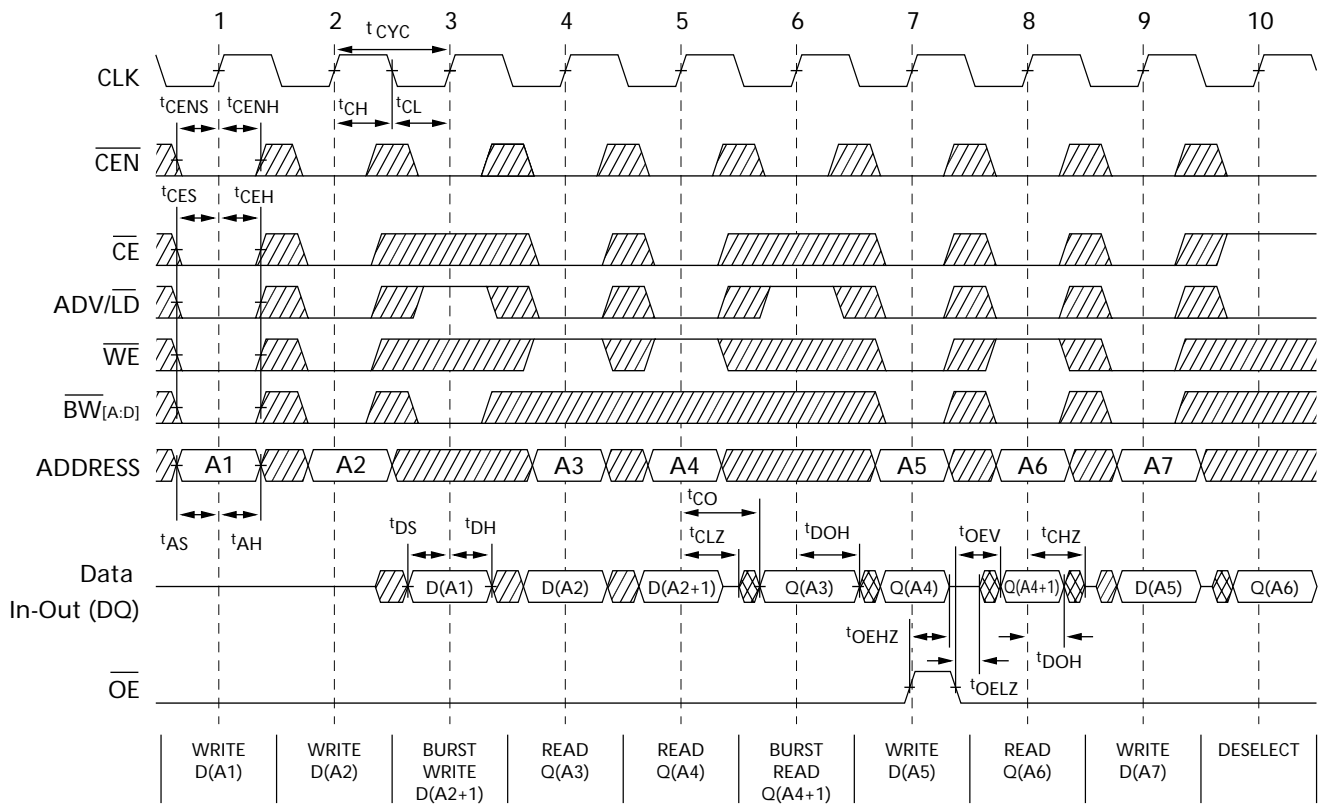 1 2 3 4 5 6 7 8 9 10
tCYC
CLK
tCENS tCENH tCH tCL
CEN
tCES tCEH
CE
ADV/LD
WE
BW[A:D]
ADDRESS A1 A2 A3 A4 A5 A6 A7
tCO
tAS tAH tDS tDH tCLZ tDOH tOEV tCHZ
Data
In-Out (DQ)
D(A1) D(A2) D(A2+1) Q(A3) Q(A4) Q(A4+1) D(A5) Q(A6)
tOEHZ tDOH
tOELZ
OE
WRITE
D(A1)
WRITE
D(A2)
BURST
WRITE
D(A2+1)
READ
Q(A3)
READ
Q(A4)
BURST
READ
Q(A4+1)
WRITE
D(A5)
READ
Q(A6)
WRITE
D(A7)
DESELECT